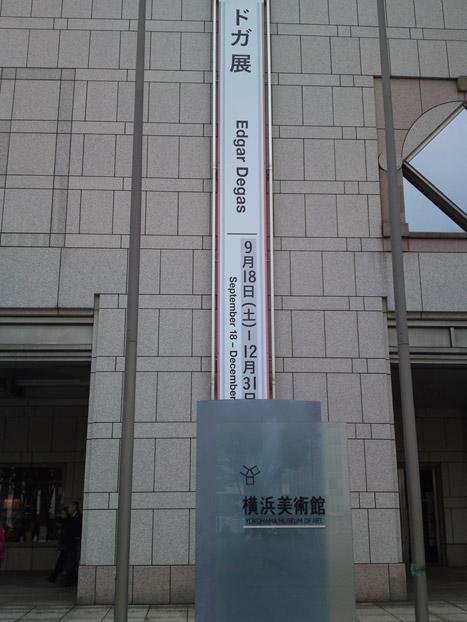 ドガ展
Edgar Degas
9月18日(土)–12月31日
September 18 – December
横浜美術館
YOKOHAMA MUSEUM OF ART